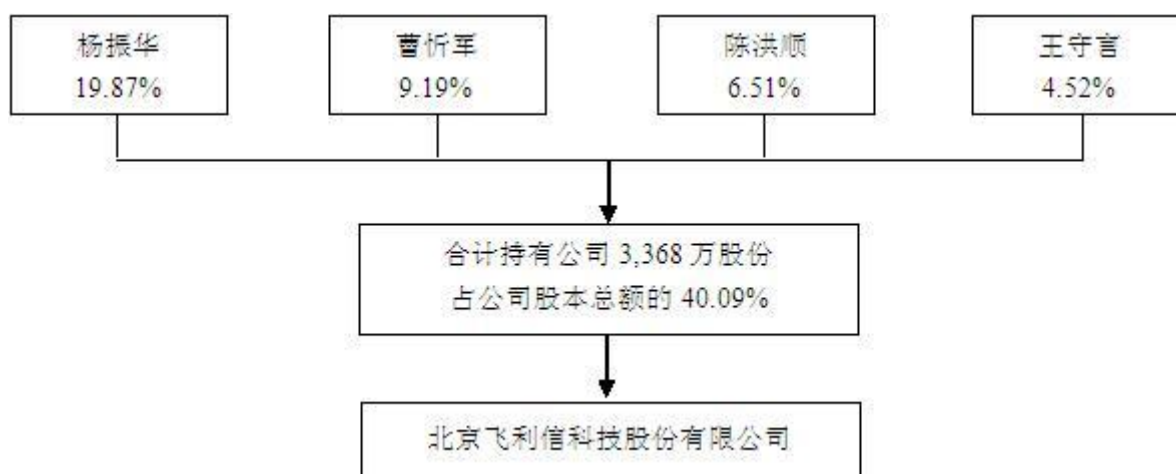 杨振华
19.87%
曹忻军
9.19%
陈洪顺
6.51%
王守言
4.52%
合计持有公司 3,368 万股份
占公司股本总额的 40.09%
北京飞利信科技股份有限公司